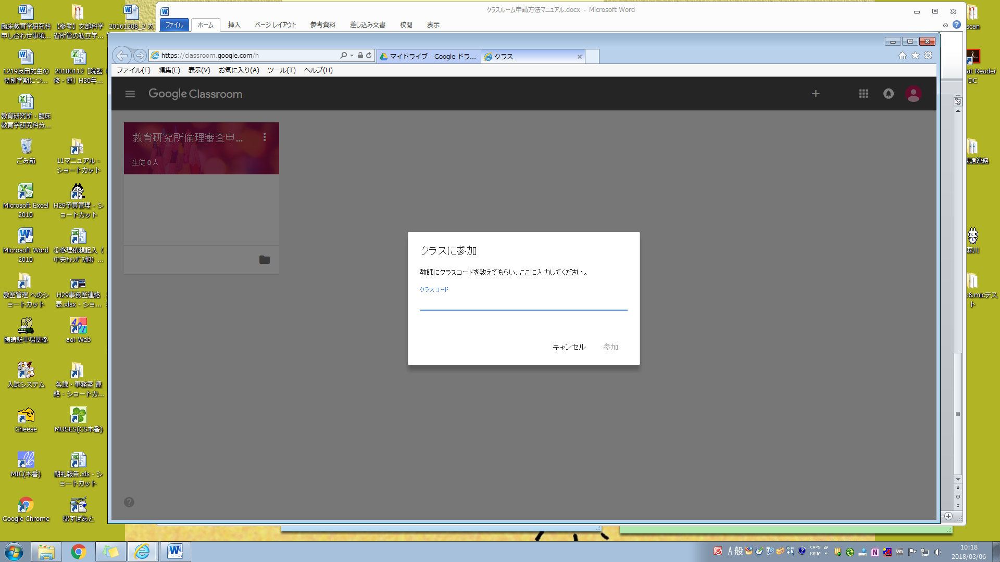 クラスルーム申請方法マニュアル.docx - Microsoft Word
ファイル
ホーム
挿入
ページ レイアウト
参考資料
差し込み文書
校閲
表示
https://classroom.google.com/h
マイドライブ - Google ドラ...
クラス
ファイル(F)
編集(E)
表示(V)
お気に入り(A)
ツール(T)
ヘルプ(H)
Google Classroom
教育研究所倫理審査申...
生徒 0 人
クラスに参加
教師にクラスコードを教えてもらい、ここに入力してください。
クラスコード
キャンセル
参加
臨床教育学研究科
申し合わせ事項...
【参考】文部科学
省所管の私立学...
20161208_2 大
1219友田先生の
特別学期につ...
20180112［院臨
修・博］H30年...
教育研究所・臨床
教育学研究科分...
ごみ箱
11マニュアル -
ショートカット
Microsoft Excel
2010
H29予算管理 - シ
ョートカット
Microsoft Word
2010
①修理依頼記入（
中央ｷｬﾝﾊﾟｽ他）...
教室管理 へのシ
ョートカット
H29事務室連絡
表.xlsx - ショ...
臨時駐車場関係
aoi-Web
入試システム
各課・事務室 連
絡 - ショートカ...
Cheese
MUSES(CS本番)
MIC(本番)
朝礼報告.xls - シ
ョートカット
Google Chrome
駅すぱあと
scan
at Reader
DC
課諸連絡
森川
s&micテス
ト
A 般
CAPS
KANA
10:18
2018/03/06